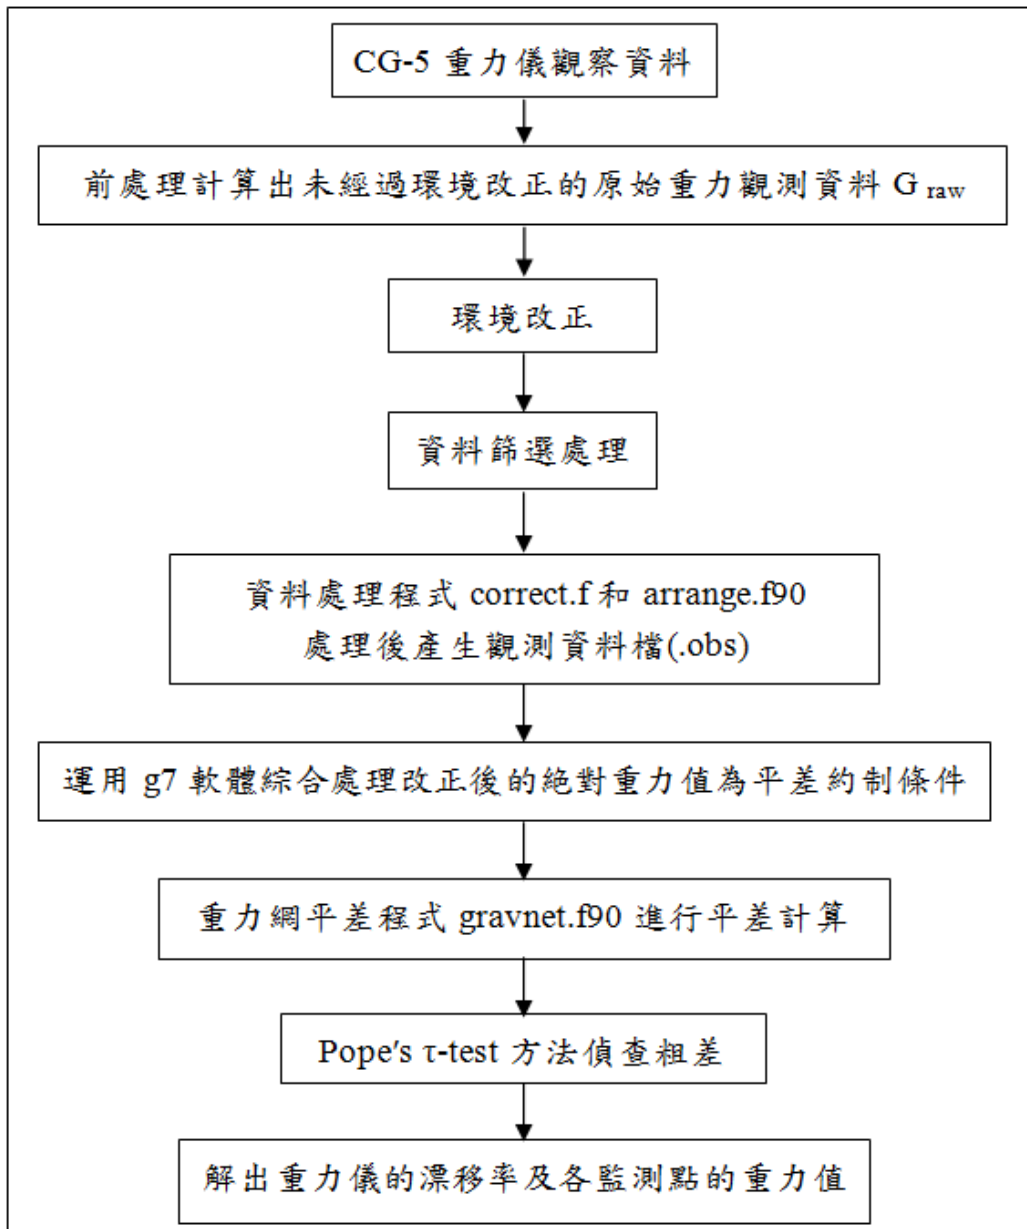 CG-5 重力儀觀察資料
前處理計算出未經過環境改正的原始重力觀測資料 G raw
環境改正
資料篩選處理
資料處理程式 correct.f 和 arrange.f90
處理後產生觀測資料檔(.obs)
運用 g7 軟體綜合處理改正後的絕對重力值為平差約制條件
重力網平差程式 gravnet.f90 進行平差計算
Pope's τ-test 方法偵查粗差
解出重力儀的漂移率及各監測點的重力值